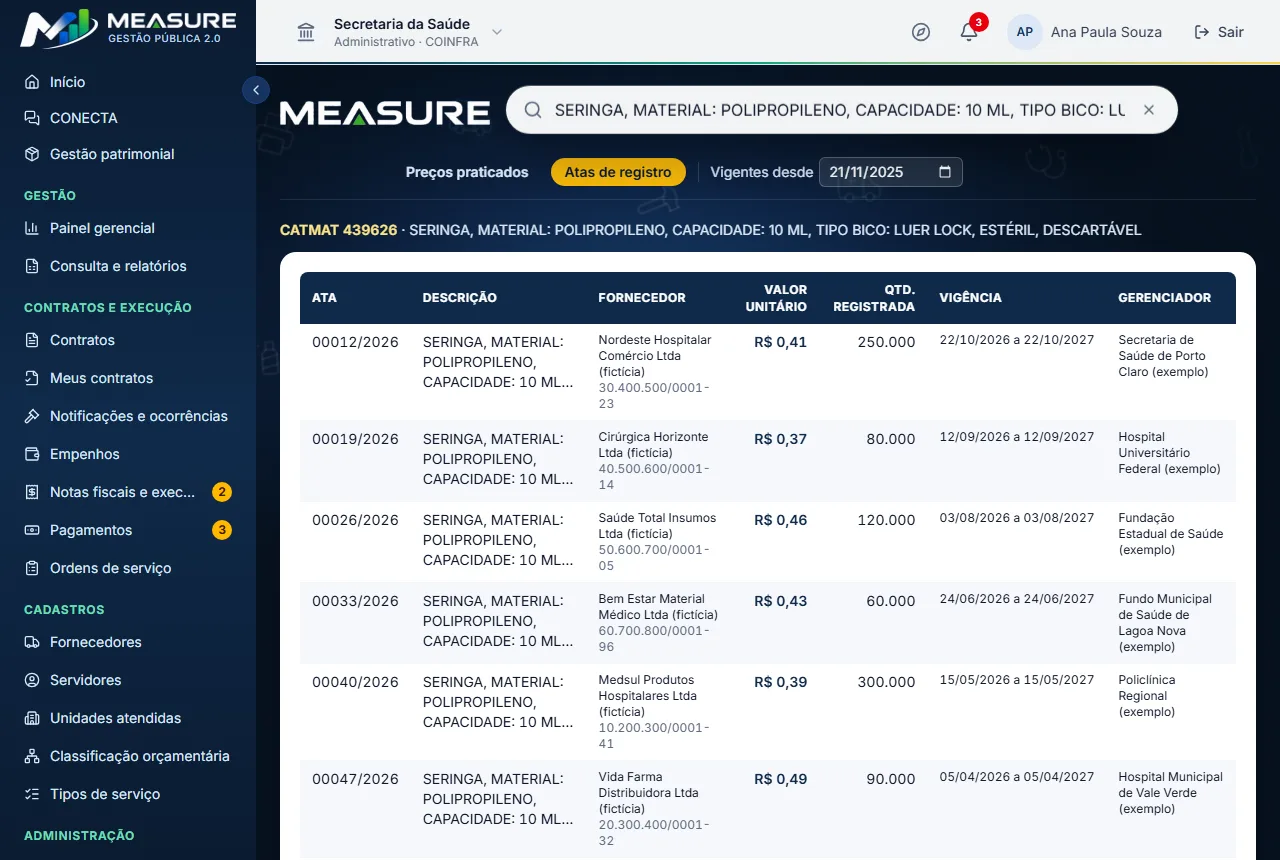 MEASURE
GESTÃO PÚBLICA 2.0
Início
CONECTA
Gestão patrimonial
GESTÃO
Painel gerencial
Consulta e relatórios
CONTRATOS E EXECUÇÃO
Contratos
Meus contratos
Notificações e ocorrências
Empenhos
Notas fiscais e exec... 2
Pagamentos 3
Ordens de serviço
CADASTROS
Fornecedores
Servidores
Unidades atendidas
Classificação orçamentária
Tipos de serviço
ADMINISTRAÇÃO
Secretaria da Saúde
Administrativo · COINFRA
3
AP Ana Paula Souza
Sair
MEASURE
SERINGA, MATERIAL: POLIPROPILENO, CAPACIDADE: 10 ML, TIPO BICO: LU
Preços praticados Atas de registro Vigentes desde 21/11/2025
CATMAT 439626 · SERINGA, MATERIAL: POLIPROPILENO, CAPACIDADE: 10 ML, TIPO BICO: LUER LOCK, ESTÉRIL, DESCARTÁVEL
ATA
DESCRIÇÃO
FORNECEDOR
VALOR
UNITÁRIO
QTD.
REGISTRADA
VIGÊNCIA
GERENCIADOR
00012/2026
SERINGA, MATERIAL:
POLIPROPILENO,
CAPACIDADE: 10 ML...
Nordeste Hospitalar
Comércio Ltda
(fictícia)
30.400.500/0001-
23
R$ 0,41
250.000
22/10/2026 a 22/10/2027
Secretaria de
Saúde de Porto
Claro (exemplo)
00019/2026
SERINGA, MATERIAL:
POLIPROPILENO,
CAPACIDADE: 10 ML...
Cirúrgica Horizonte
Ltda (fictícia)
40.500.600/0001-
14
R$ 0,37
80.000
12/09/2026 a 12/09/2027
Hospital
Universitário
Federal (exemplo)
00026/2026
SERINGA, MATERIAL:
POLIPROPILENO,
CAPACIDADE: 10 ML...
Saúde Total Insumos
Ltda (fictícia)
50.600.700/0001-
05
R$ 0,46
120.000
03/08/2026 a 03/08/2027
Fundação
Estadual de Saúde
(exemplo)
00033/2026
SERINGA, MATERIAL:
POLIPROPILENO,
CAPACIDADE: 10 ML...
Bem Estar Material
Médico Ltda (fictícia)
60.700.800/0001-
96
R$ 0,43
60.000
24/06/2026 a 24/06/2027
Fundo Municipal
de Saúde de
Lagoa Nova
(exemplo)
00040/2026
SERINGA, MATERIAL:
POLIPROPILENO,
CAPACIDADE: 10 ML...
Medsul Produtos
Hospitalares Ltda
(fictícia)
10.200.300/0001-
41
R$ 0,39
300.000
15/05/2026 a 15/05/2027
Policlínica
Regional
(exemplo)
00047/2026
SERINGA, MATERIAL:
POLIPROPILENO,
CAPACIDADE: 10 ML...
Vida Farma
Distribuidora Ltda
(fictícia)
20.300.400/0001-
32
R$ 0,49
90.000
05/04/2026 a 05/04/2027
Hospital Municipal
de Vale Verde
(exemplo)